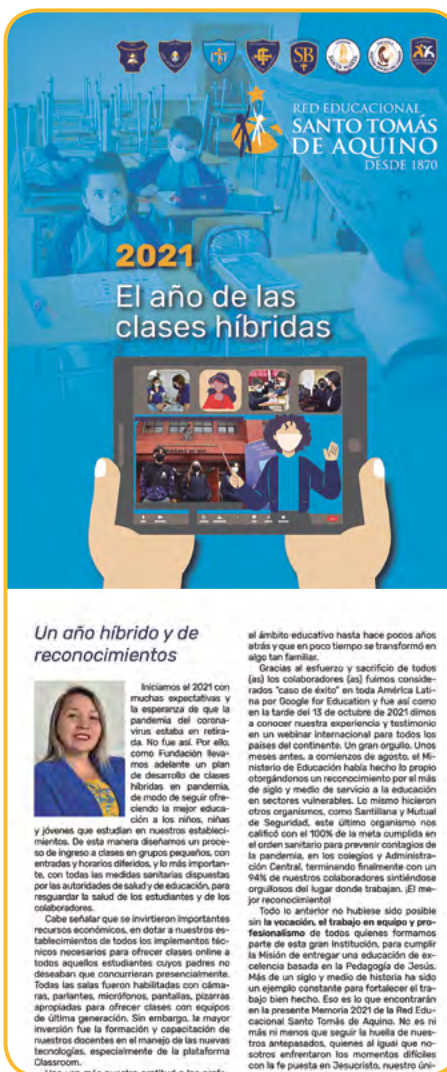 RED EDUCACIONAL
SANTO TOMÁS
DE AQUINO
DESDE 1870
2021
El año de las
clases híbridas
Un año híbrido y de
reconocimientos
Iniciamos el 2021 con
muchas expectativas y
la esperanza de que la
pandemia del corona-
virus estaba en retira-
da. No fue así. Por ello,
como Fundación lleva-
mos adelante un plan
de desarrollo de clases
híbridas en pandemia,
de modo de seguir ofre-
ciendo la mejor educa-
ción a los niños, niñas
y jóvenes que estudian en nuestros estableci-
mientos. De esta manera diseñamos un proce-
so de ingreso a clases en grupos pequeños, con
entradas y horarios diferidos, y lo más importan-
te, con todas las medidas sanitarias dispuestas
por las autoridades de salud y de educación, para
resguardar la salud de los estudiantes y de los
colaboradores.
Cabe señalar que se invirtieron importantes
recursos económicos, en dotar a nuestros es-
tablecimientos de todos los implementos téc-
nicos necesarios para ofrecer clases online a
todos aquellos estudiantes cuyos padres no
deseaban que concurrieran presencialmente.
Todas las salas fueron habilitadas con cáma-
ras, parlantes, micrófonos, pantallas, pizarras
apropiadas para ofrecer clases con equipos
de última generación. Sin embargo, la mayor
inversión fue la formación y capacitación de
nuestros docentes en el manejo de las nuevas
tecnologías, especialmente de la plataforma
Classroom.
el ámbito educativo hasta hace pocos años
atrás y que en poco tiempo se transformó en
algo tan familiar.
Gracias al esfuerzo y sacrificio de todos
(as) los colaboradores (as) fuimos conside-
rados "caso de éxito" en toda América Lati-
na por Google for Education y fue así como
en la tarde del 13 de octubre de 2021 dimos
a conocer nuestra experiencia y testimonio
en un webinar internacional para todos los
países del continente. Un gran orgullo. Unos
meses antes, a comienzos de agosto, el Mi-
nisterio de Educación había hecho lo propio
otorgándonos un reconocimiento por el más
de siglo y medio de servicio a la educación
en sectores vulnerables. Lo mismo hicieron
otros organismos, como Santillana y Mutual
de Seguridad, este último organismo nos
calificó con el 100% de la meta cumplida en
el orden sanitario para prevenir contagios de
la pandemia, en los colegios y Administra-
ción Central, terminando finalmente con un
94% de nuestros colaboradores sintiéndose
orgullosos del lugar donde trabajan. ¡El me-
jor reconocimiento!
Todo lo anterior no hubiese sido posible
sin la vocación, el trabajo en equipo y pro-
fesionalismo de todos quienes formamos
parte de esta gran Institución, para cumplir
la Misión de entregar una educación de ex-
celencia basada en la Pedagogía de Jesús.
Más de un siglo y medio de historia ha sido
un ejemplo constante para fortalecer el tra-
bajo bien hecho. Eso es lo que encontrarán
en la presente Memoria 2021 de la Red Edu-
cacional Santo Tomás de Aquino. No es ni
más ni menos que seguir la huella de nues-
tros antepasados, quienes al igual que no-
sotros enfrentaron los momentos difíciles
con la fe puesta en Jesucristo, nuestro úni-